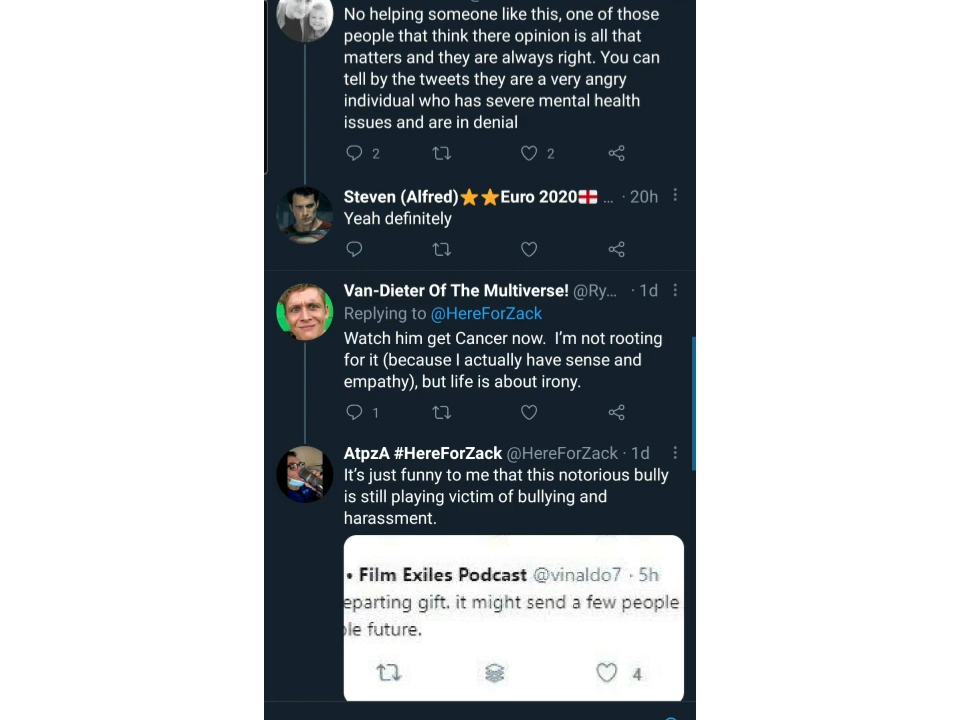 No helping someone like this, one of those
people that think there opinion is all that
matters and they are always right. You can
tell by the tweets they are a very angry
individual who has severe mental health
issues and are in denial
2 2
Steven (Alfred)⭐⭐Euro 2020🏴󠁧󠁢󠁥󠁮󠁧󠁿 ... · 20h
Yeah definitely
Van-Dieter Of The Multiverse! @Ry... · 1d
Replying to @HereForZack
Watch him get Cancer now. I'm not rooting
for it (because I actually have sense and
empathy), but life is about irony.
1
AtpzA #HereForZack @HereForZack · 1d
It's just funny to me that this notorious bully
is still playing victim of bullying and
harassment.
• Film Exiles Podcast @vinaldo7 · 5h
eparting gift. it might send a few people
ole future.
4